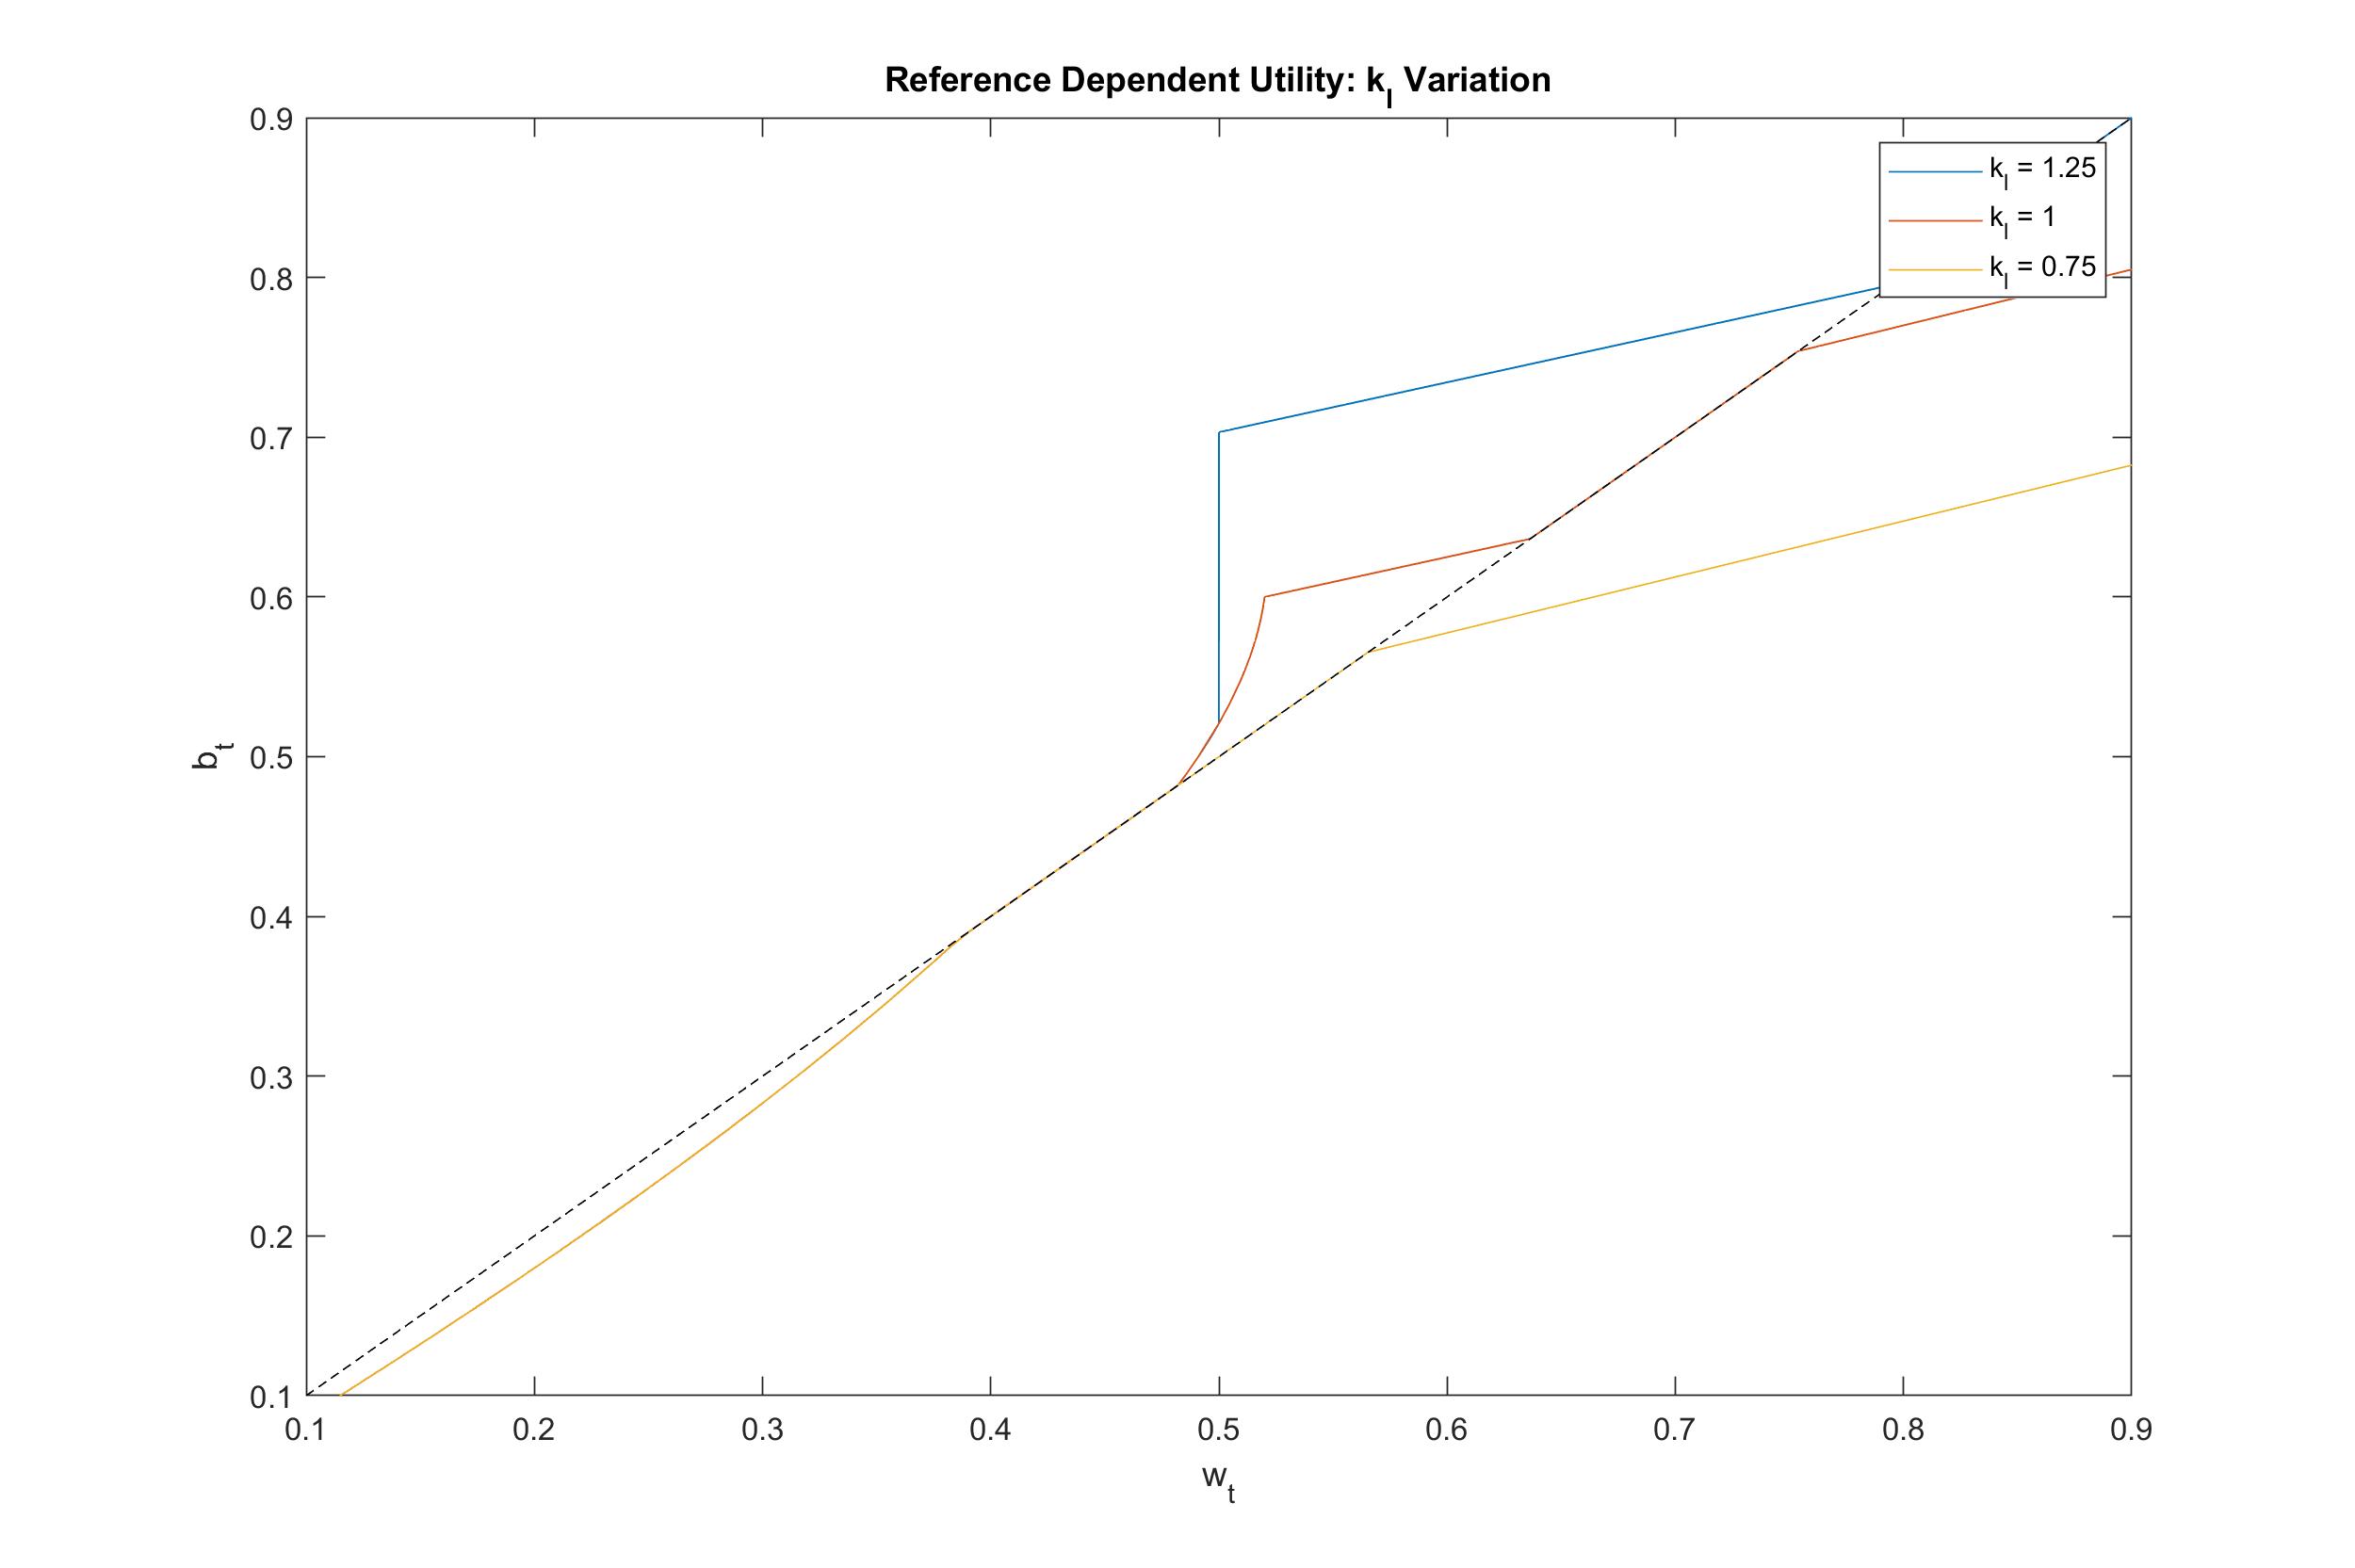 Reference Dependent Utility: k_l Variation
0.9
k_l = 1.25
k_l = 1
k_l = 0.75
0.8
0.7
0.6
b_t
0.5
0.4
0.3
0.2
0.1
0.1 0.2 0.3 0.4 0.5 0.6 0.7 0.8 0.9
w_t